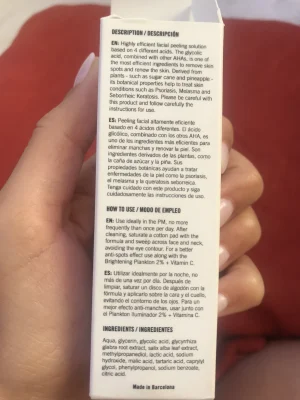 DESCRIPTION / DESCRIPCIÓN
EN: Highly efficient facial peeling solution
based on 4 different acids. The glycolic
acid, combined with other AHAs, is one of
the most efficient ingredients to remove skin
spots and renew the skin. Derived from
plants - such as sugar cane and pineapple -
its botanical properties help to treat skin
conditions such as Psoriasis, Melasma and
Seborrheic Keratosis. Please be careful with
this product and follow carefully the
instructions for use.
ES: Peeling facial altamente eficiente
basado en 4 ácidos diferentes. El ácido
glicólico, combinado con los otros AHA, es
uno de los ingredientes más eficientes para
eliminar manchas y renovar la piel. Son
ingredientes derivados de las plantas, como
la caña de azúcar y la piña. Sus
propiedades botánicas ayudan a tratar
enfermedades de la piel como la psoriasis,
el melasma y la queratosis seborreica.
Tenga cuidado con este producto y siga
cuidadosamente las instrucciones de uso.
HOW TO USE / MODO DE EMPLEO
EN: Use ideally in the PM, no more
frequently than once per day. After
cleaning, saturate a cotton pad with the
formula and sweep across face and neck,
avoiding the eye contour. For a better
anti-spots effect use along with the
Brightening Plankton 2% + Vitamin C.
ES: Utilizar idealmente por la noche, no
más de una vez por día. Después de
limpiar, saturar un disco de algodón con la
fórmula y aplicarlo sobre la cara y el cuello,
evitando el contorno de los ojos. Para un
mejor efecto anti-manchas, usar junto con
el Plankton Iluminador 2% + Vitamina C.
INGREDIENTS / INGREDIENTES
Aqua, glycerin, glycolic acid, glycyrrhiza
glabra root extract, salix alba leaf extract,
methylpropanediol, lactic acid, sodium
hydroxide, malic acid, tartaric acid, caprylyl
glycol, phenylpropanol, sodium benzoate,
citric acid.
Made in Barcelona